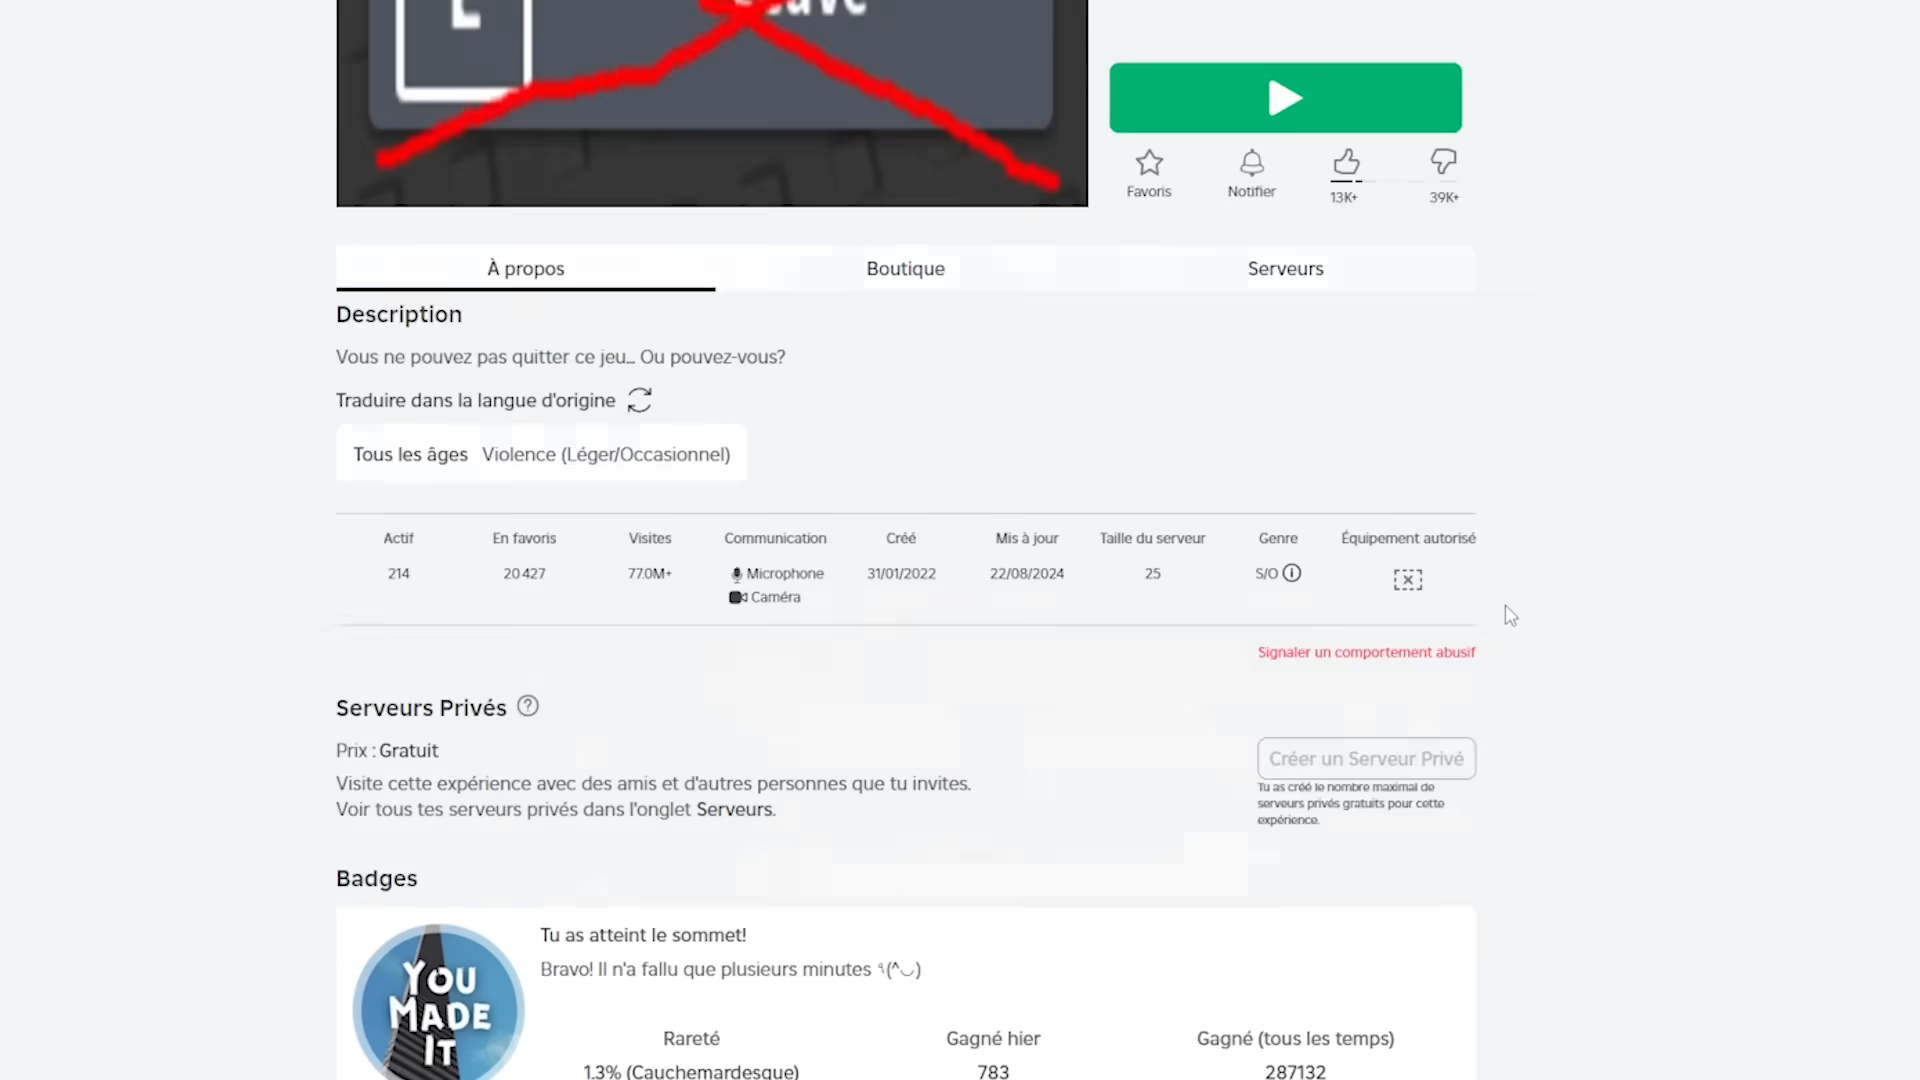 L
Favoris
Notifier
13K+
39K+
À propos
Boutique
Serveurs
Description
Vous ne pouvez pas quitter ce jeu... Ou pouvez-vous?
Traduire dans la langue d'origine
Tous les âges Violence (Léger/Occasionnel)
Actif En favoris Visites Communication Créé Mis à jour Taille du serveur Genre Équipement autorisé
214 20 427 77.0M+ Microphone 31/01/2022 22/08/2024 25 S/O
Caméra
Signaler un comportement abusif
Serveurs Privés
Prix : Gratuit
Visite cette expérience avec des amis et d'autres personnes que tu invites.
Voir tous tes serveurs privés dans l'onglet Serveurs.
Créer un Serveur Privé
Tu as créé le nombre maximal de
serveurs privés gratuits pour cette
expérience.
Badges
YOU
MADE
IT
Tu as atteint le sommet!
Bravo! Il n'a fallu que plusieurs minutes ٩(^◡)
Rareté Gagné hier Gagné (tous les temps)
1.3% (Cauchemardesque) 783 287132